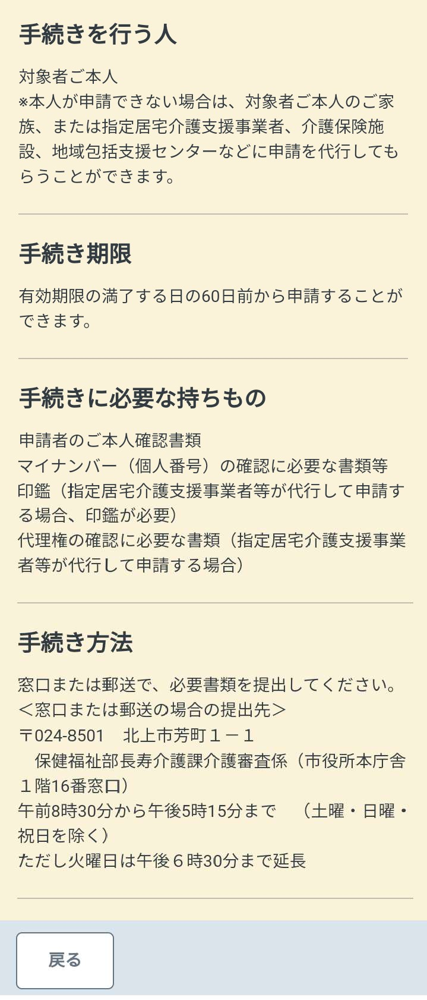 手続きを行う人
対象者ご本人
※本人が申請できない場合は、対象者ご本人のご家
族、または指定居宅介護支援事業者、介護保険施
設、地域包括支援センターなどに申請を代行しても
らうことができます。
手続き期限
有効期限の満了する日の60日前から申請することが
できます。
手続きに必要な持ちもの
申請者のご本人確認書類
マイナンバー（個人番号）の確認に必要な書類等
印鑑（指定居宅介護支援事業者等が代行して申請す
る場合、印鑑が必要）
代理権の確認に必要な書類（指定居宅介護支援事業
者等が代行して申請する場合）
手続き方法
窓口または郵送で、必要書類を提出してください。
＜窓口または郵送の場合の提出先＞
〒024-8501　北上市芳町１－１
　保健福祉部長寿介護課介護審査係（市役所本庁舎
１階16番窓口）
午前8時30分から午後5時15分まで　（土曜・日曜・
祝日を除く）
ただし火曜日は午後６時30分まで延長
戻る